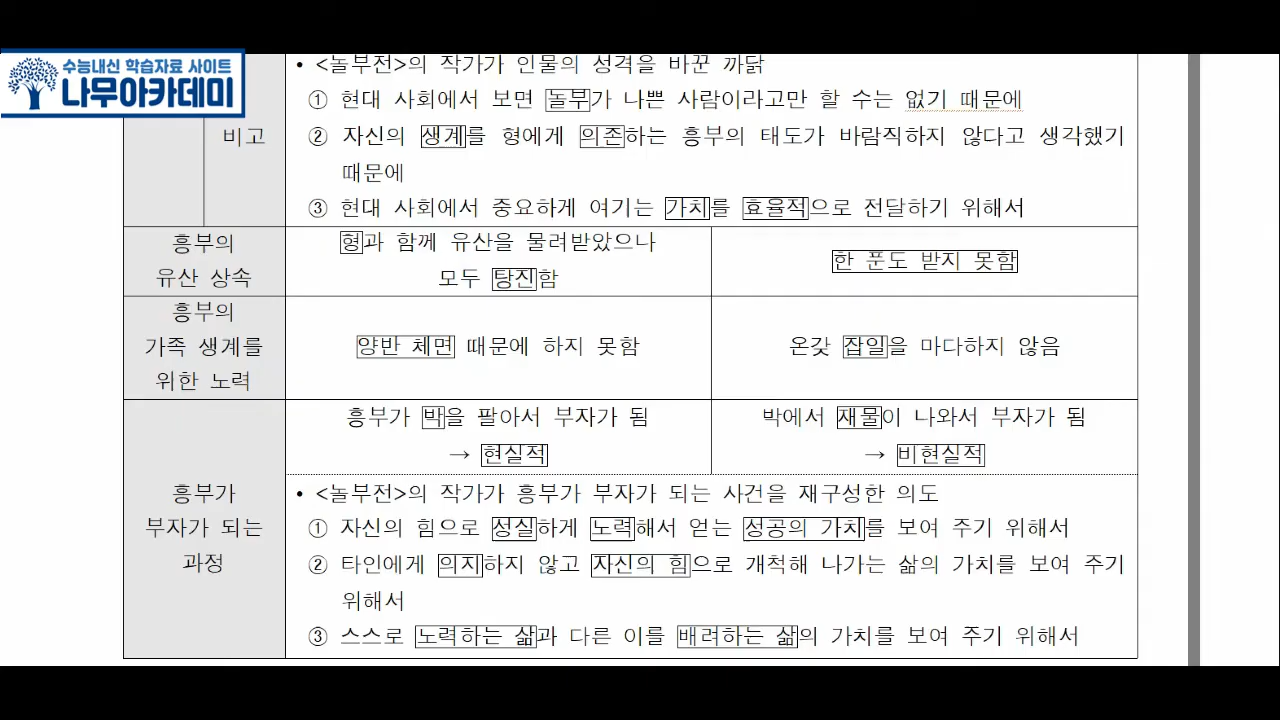 수능내신 학습자료 사이트
나무아카데미
• <놀부전>의 작가가 인물의 성격을 바꾼 까닭
① 현대 사회에서 보면 놀부가 나쁜 사람이라고만 할 수는 없기 때문에
비고
② 자신의 생계를 형에게 의존하는 흥부의 태도가 바람직하지 않다고 생각했기
때문에
③ 현대 사회에서 중요하게 여기는 가치를 효율적으로 전달하기 위해서
흥부의
유산 상속
형과 함께 유산을 물려받았으나
모두 탕진함
한 푼도 받지 못함
흥부의
가족 생계를
위한 노력
양반 체면 때문에 하지 못함
온갖 잡일을 마다하지 않음
흥부가
부자가 되는
과정
흥부가 박을 팔아서 부자가 됨
→ 현실적
박에서 재물이 나와서 부자가 됨
→ 비현실적
• <놀부전>의 작가가 흥부가 부자가 되는 사건을 재구성한 의도
① 자신의 힘으로 성실하게 노력해서 얻는 성공의 가치를 보여 주기 위해서
② 타인에게 의지하지 않고 자신의 힘으로 개척해 나가는 삶의 가치를 보여 주기
위해서
③ 스스로 노력하는 삶과 다른 이를 배려하는 삶의 가치를 보여 주기 위해서